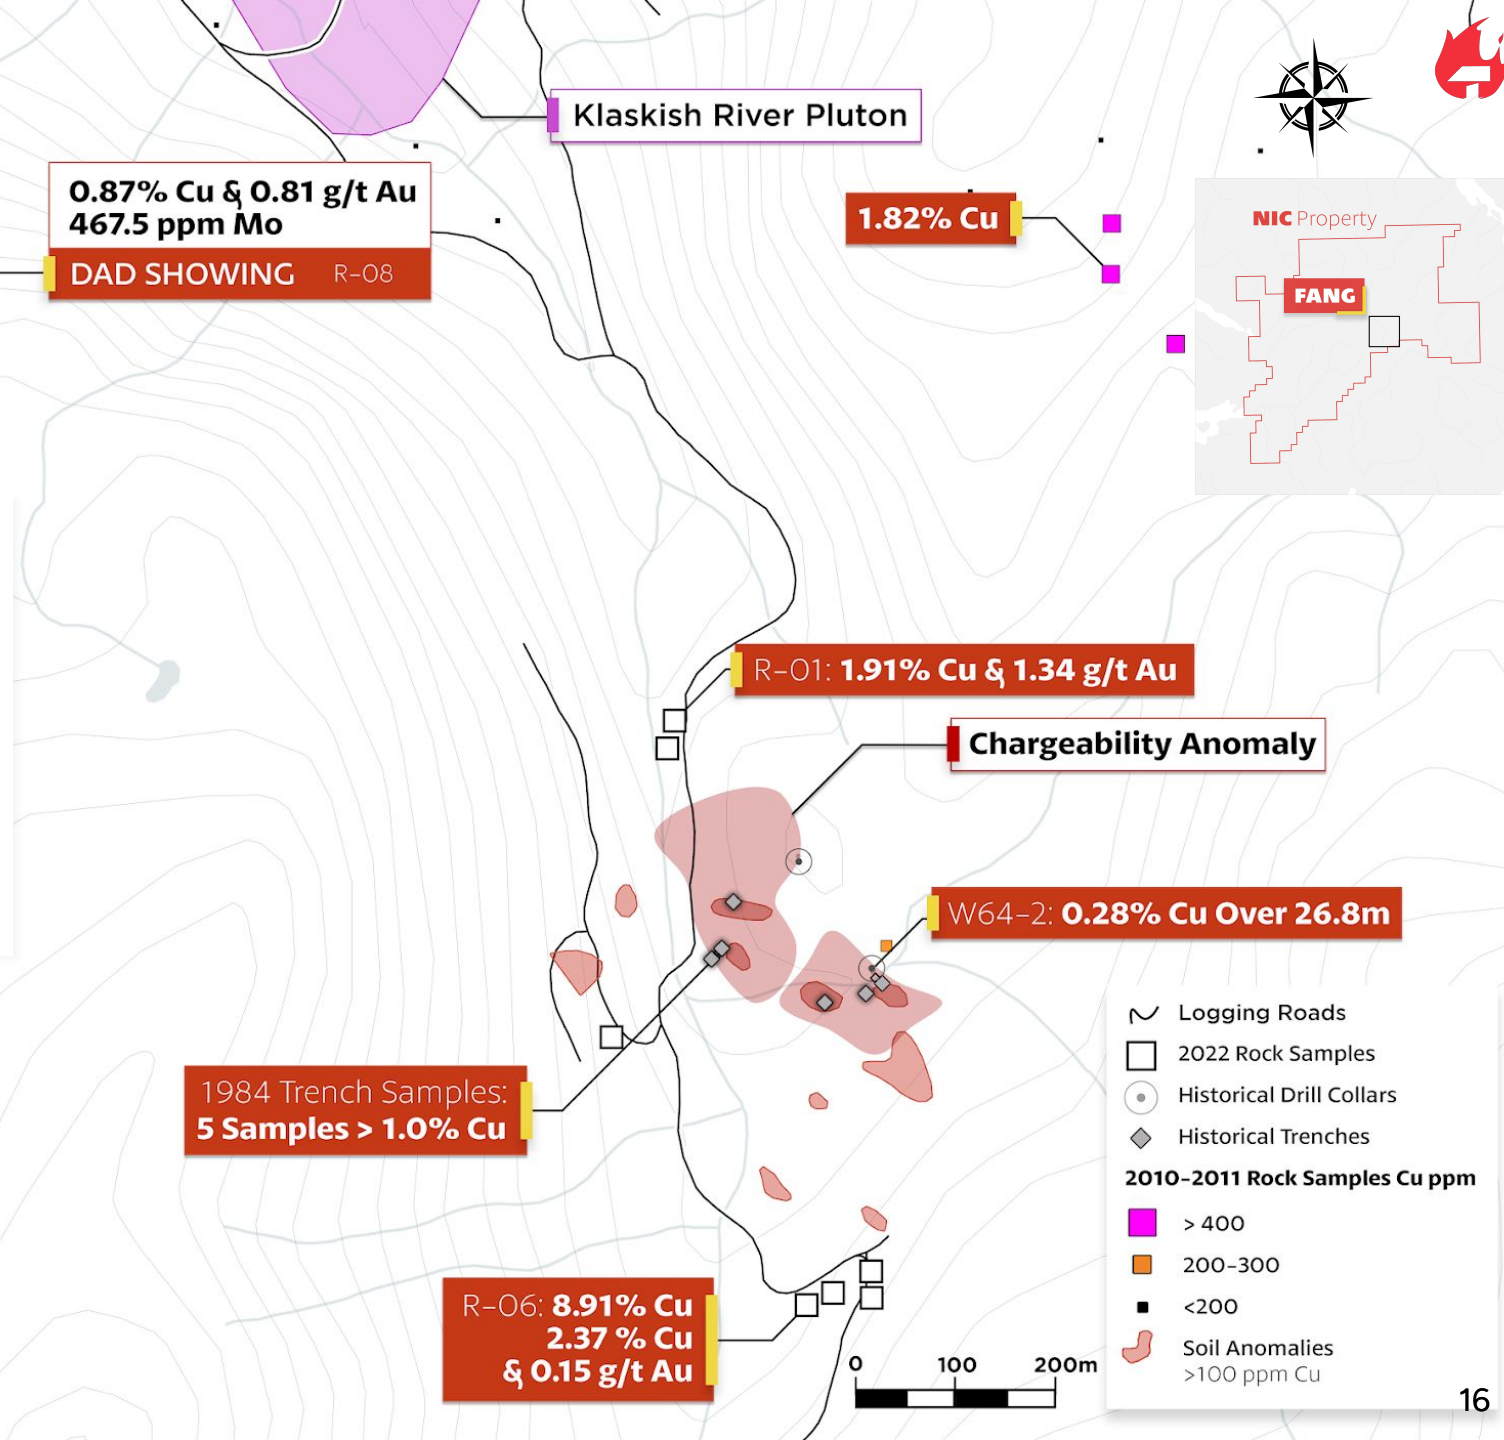 Klaskish River Pluton
0.87% Cu & 0.81 g/t Au
467.5 ppm Mo
DAD SHOWING R-08
1.82% Cu
NIC Property
FANG
R-01: 1.91% Cu & 1.34 g/t Au
Chargeability Anomaly
W64-2: 0.28% Cu Over 26.8m
1984 Trench Samples:
5 Samples > 1.0% Cu
R-06: 8.91% Cu
2.37 % Cu
& 0.15 g/t Au
0 100 200m
Logging Roads
2022 Rock Samples
Historical Drill Collars
Historical Trenches
2010-2011 Rock Samples Cu ppm
> 400
200-300
<200
Soil Anomalies
>100 ppm Cu
16